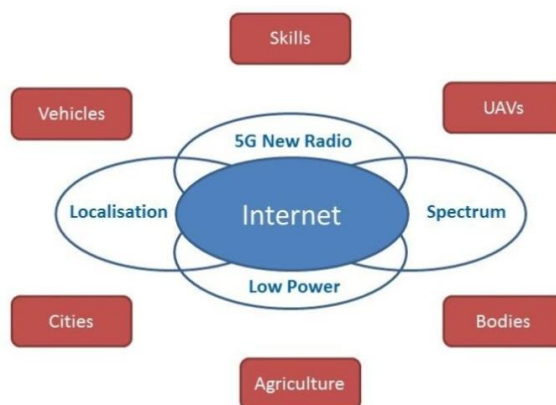 Skills
Vehicles
UAVs
5G New Radio
Localisation
Internet
Spectrum
Low Power
Cities
Bodies
Agriculture